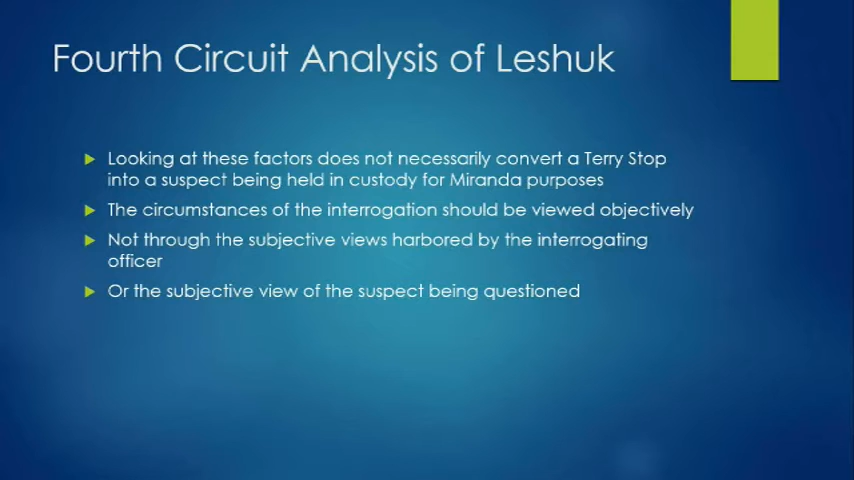 Fourth Circuit Analysis of Leshuk
Looking at these factors does not necessarily convert a Terry Stop
into a suspect being held in custody for Miranda purposes
The circumstances of the interrogation should be viewed objectively
Not through the subjective views harbored by the interrogating
officer
Or the subjective view of the suspect being questioned